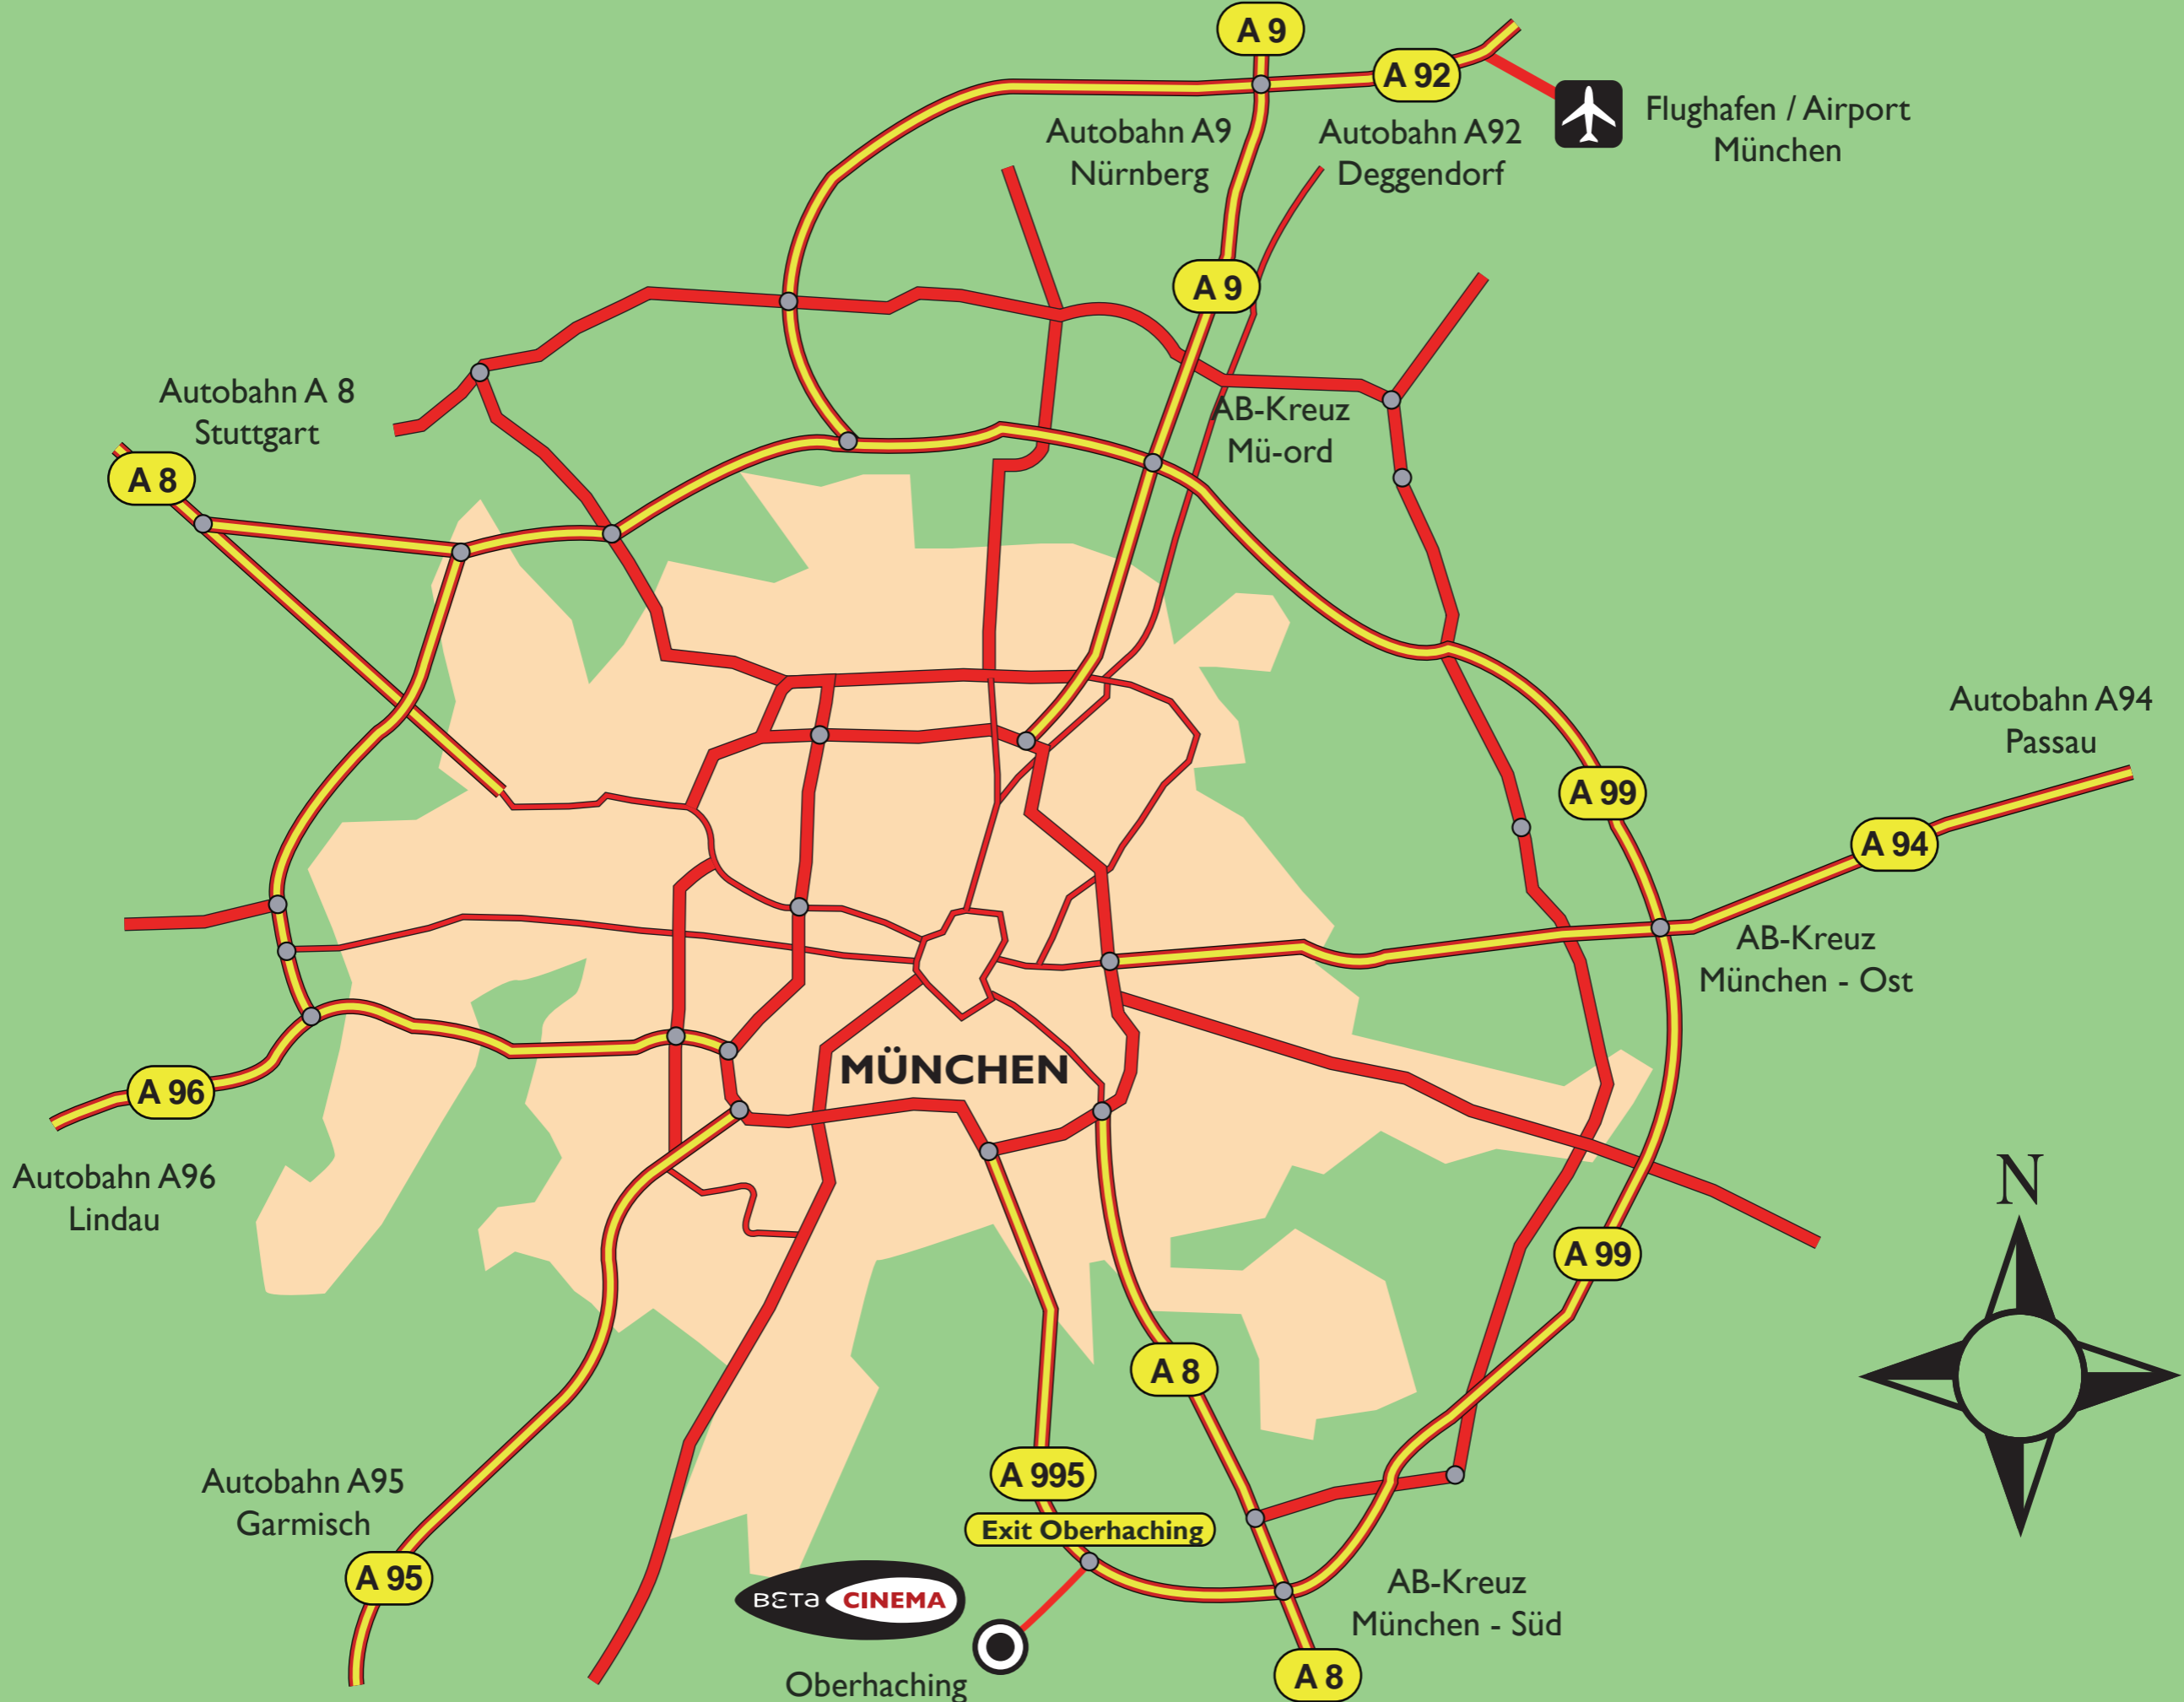 A 9
A 92
Autobahn A9
Nürnberg
Autobahn A92
Deggendorf
Flughafen / Airport
München
A 9
Autobahn A 8
Stuttgart
A 8
AB-Kreuz
Mü-ord
Autobahn A94
Passau
A 99
A 94
AB-Kreuz
München - Ost
MÜNCHEN
A 96
Autobahn A96
Lindau
N
A 99
A 8
Autobahn A95
Garmisch
A 995
Exit Oberhaching
A 95
BETa CINEMA
AB-Kreuz
München - Süd
Oberhaching
A 8